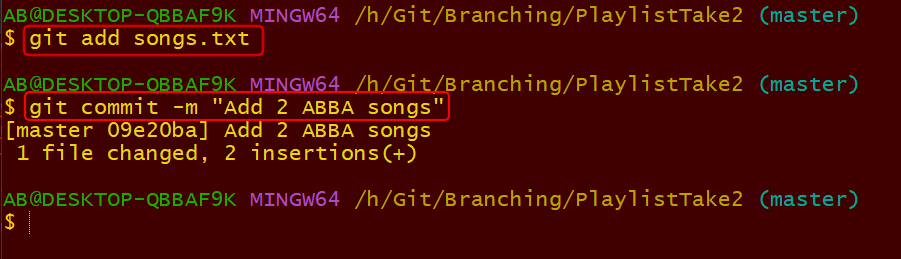 AB@DESKTOP-QBBAF9K MINGW64 /h/Git/Branching/PlaylistTake2 (master)
$ git add songs.txt
AB@DESKTOP-QBBAF9K MINGW64 /h/Git/Branching/PlaylistTake2 (master)
$ git commit -m "Add 2 ABBA songs"
[master 09e20ba] Add 2 ABBA songs
 1 file changed, 2 insertions(+)
AB@DESKTOP-QBBAF9K MINGW64 /h/Git/Branching/PlaylistTake2 (master)
$